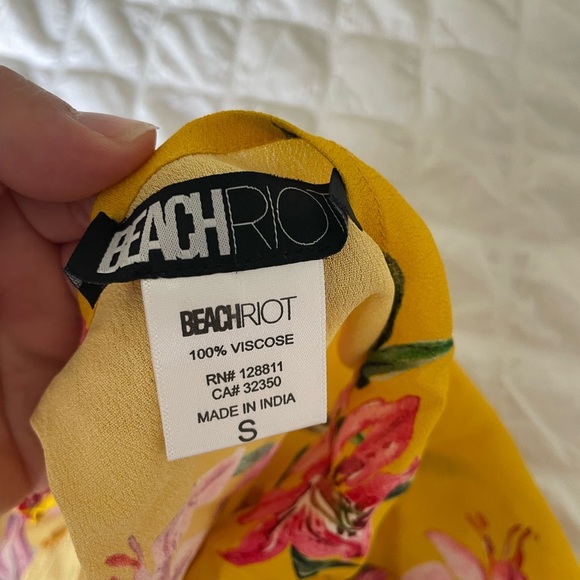 BEACHRIOT
BEACHRIOT
100% VISCOSE
RN# 128811
CA# 32350
MADE IN INDIA
S